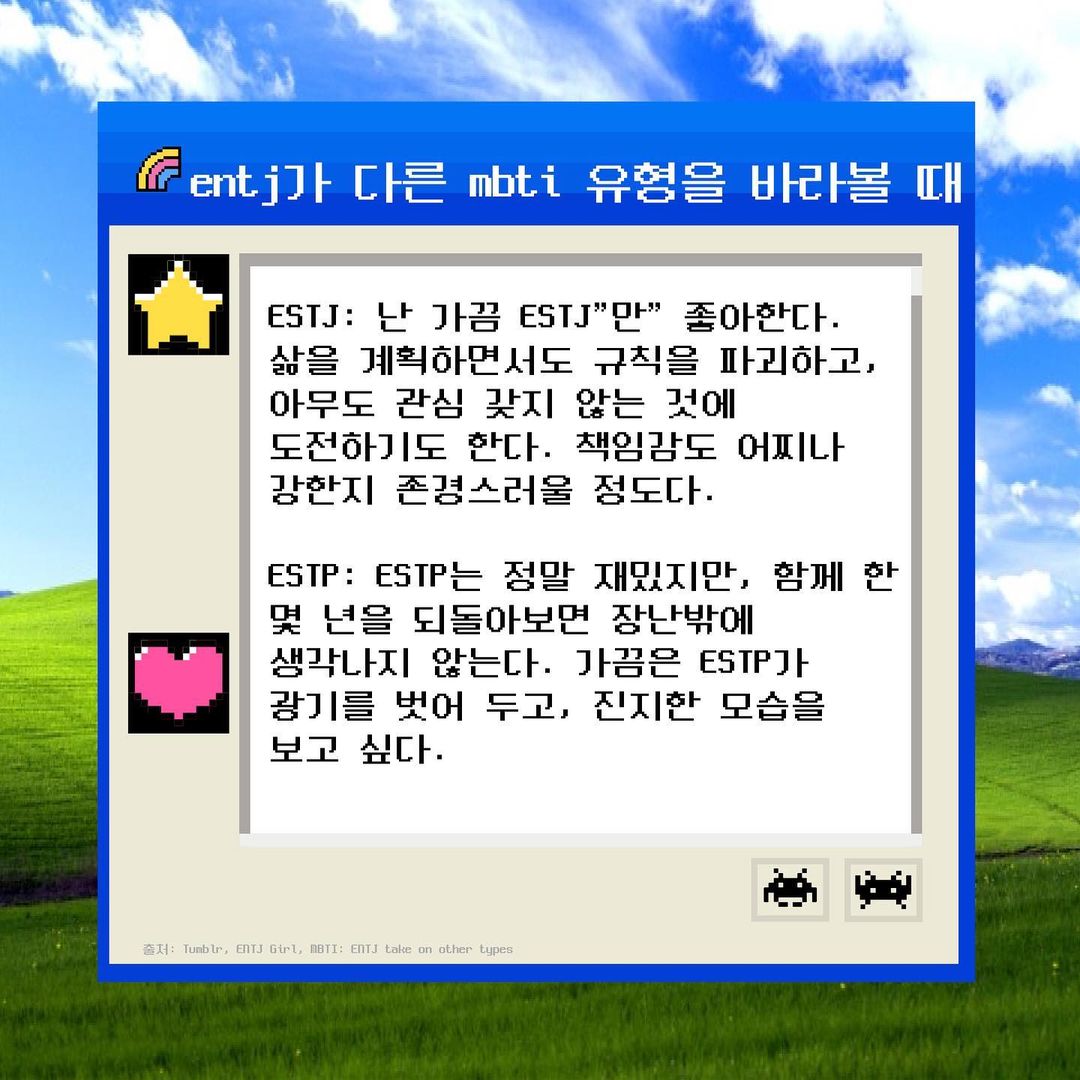 entj가 다른 mbti 유형을 바라볼 때
ESTJ: 난 가끔 ESTJ”만” 좋아한다.
삶을 계획하면서도 규칙을 파괴하고,
아무도 관심 갖지 않는 것에
도전하기도 한다. 책임감도 어찌나
강한지 존경스러울 정도다.
ESTP: ESTP는 정말 재밌지만, 함께 한
몇 년을 되돌아보면 장난밖에
생각나지 않는다. 가끔은 ESTP가
광기를 벗어 두고, 진지한 모습을
보고 싶다.
출처: Tumblr, ENTJ Girl, MBTI: ENTJ take on other types